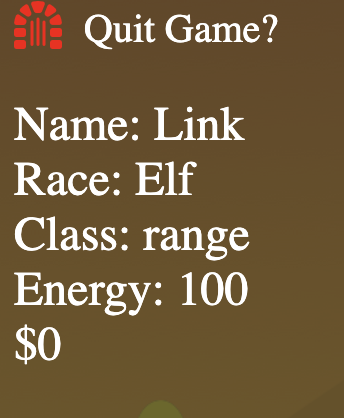 Quit Game?
Name: Link
Race: Elf
Class: range
Energy: 100
$0